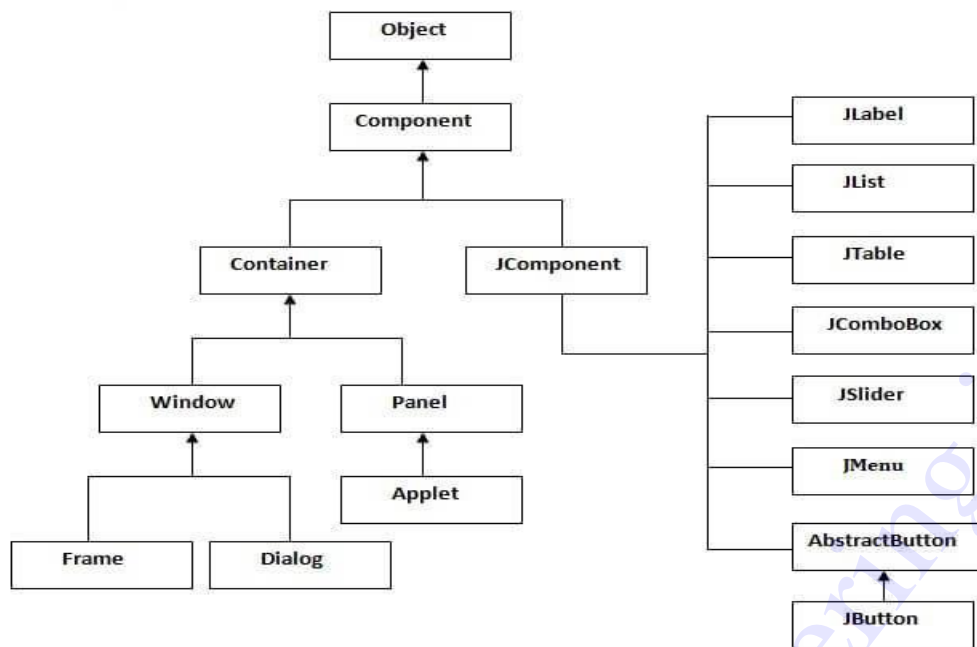 Object
Component
Container
JComponent
Window
Panel
Applet
Frame
Dialog
JLabel
JList
JTable
JComboBox
JSlider
JMenu
AbstractButton
JButton